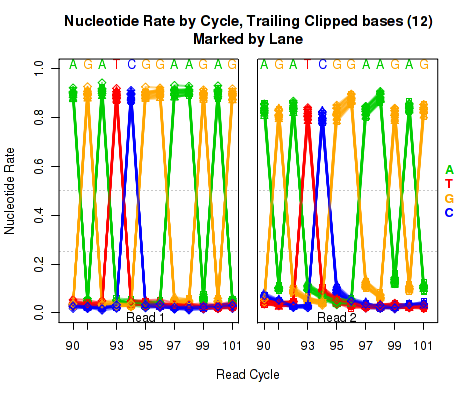 Nucleotide Rate by Cycle, Trailing Clipped bases (12)
Marked by Lane
A G A T C G G A A G A G
A G A T C G G A A G A G
Nucleotide Rate
0.0 0.2 0.4 0.6 0.8 1.0
A
T
G
C
Read 1
Read 2
90 93 95 97 99 101
90 93 95 97 99 101
Read Cycle